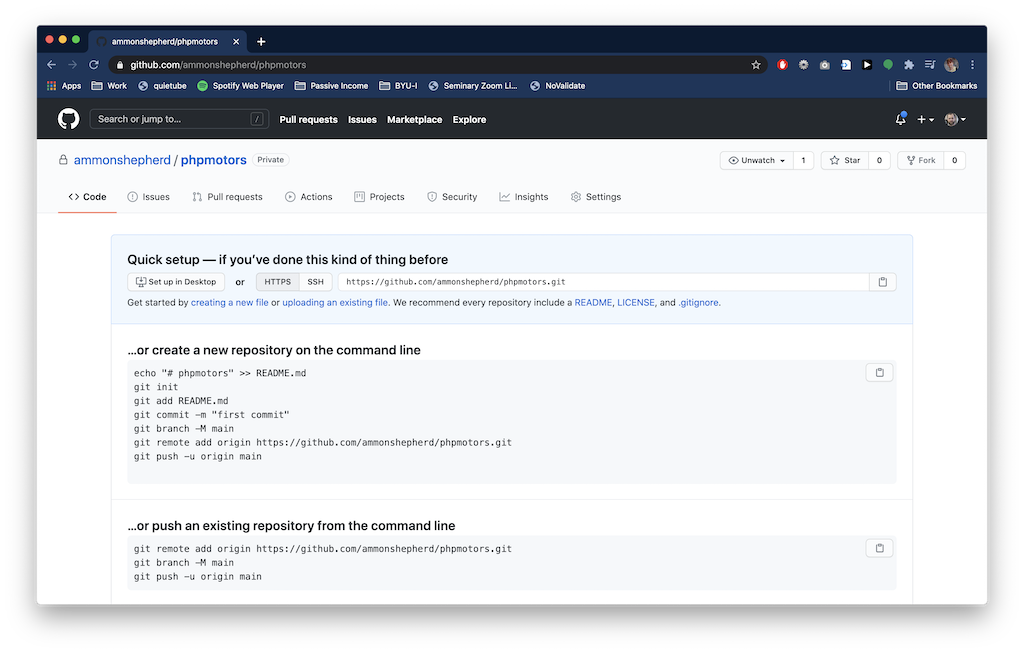 ammonshepherd/phpmotors
github.com/ammonshepherd/phpmotors
Apps Work quietube Spotify Web Player Passive Income BYU-I Seminary Zoom Li... NoValidate Other Bookmarks
Search or jump to... / Pull requests Issues Marketplace Explore
ammonshepherd / phpmotors Private Unwatch 1 Star 0 Fork 0
Code Issues Pull requests Actions Projects Security Insights Settings
Quick setup — if you’ve done this kind of thing before
Set up in Desktop or HTTPS SSH https://github.com/ammonshepherd/phpmotors.git
Get started by creating a new file or uploading an existing file. We recommend every repository include a README, LICENSE, and .gitignore.
…or create a new repository on the command line
echo "# phpmotors" >> README.md
git init
git add README.md
git commit -m "first commit"
git branch -M main
git remote add origin https://github.com/ammonshepherd/phpmotors.git
git push -u origin main
…or push an existing repository from the command line
git remote add origin https://github.com/ammonshepherd/phpmotors.git
git branch -M main
git push -u origin main